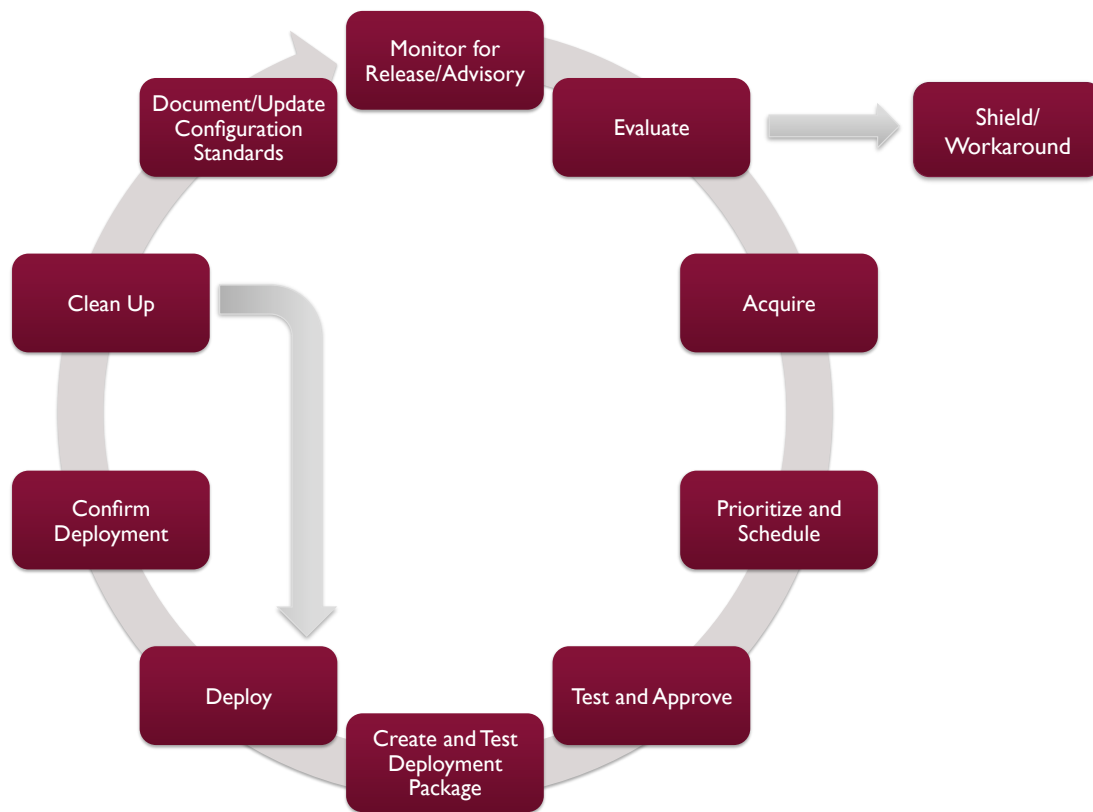 Monitor for
Release/Advisory
Evaluate
Shield/
Workaround
Acquire
Prioritize and
Schedule
Test and Approve
Create and Test
Deployment
Package
Deploy
Confirm
Deployment
Clean Up
Document/Update
Configuration
Standards